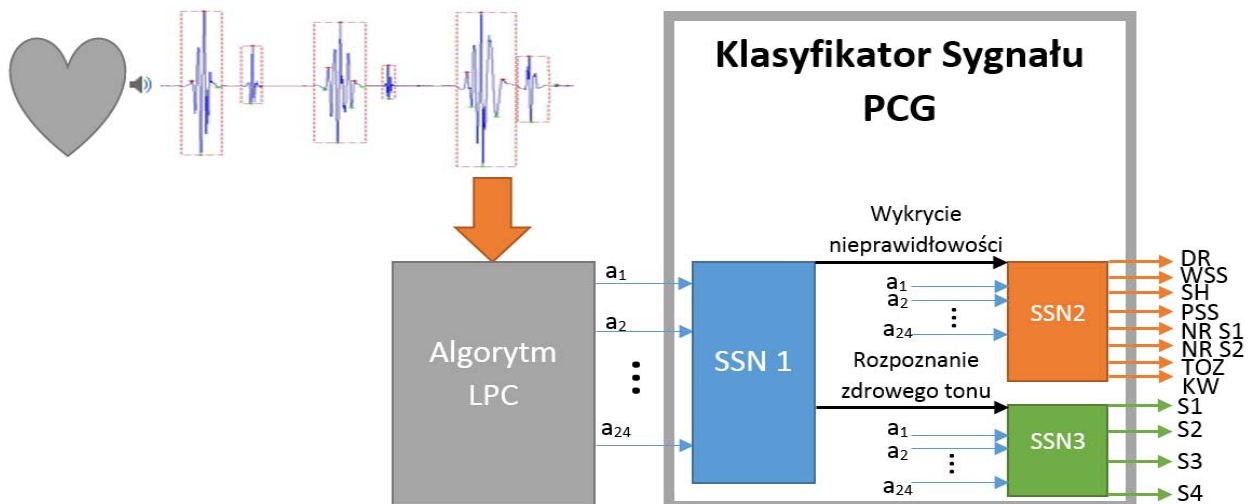 Klasyfikator Sygnału
PCG
Wykrycie
nieprawidłowości
a1
a2
a24
Algorytm
LPC
SSN 1
a1
a2
a24
SSN2
DR
WSS
SH
PSS
NR S1
NR S2
TOZ
KW
Rozpoznanie
zdrowego tonu
a1
a2
a24
SSN3
S1
S2
S3
S4